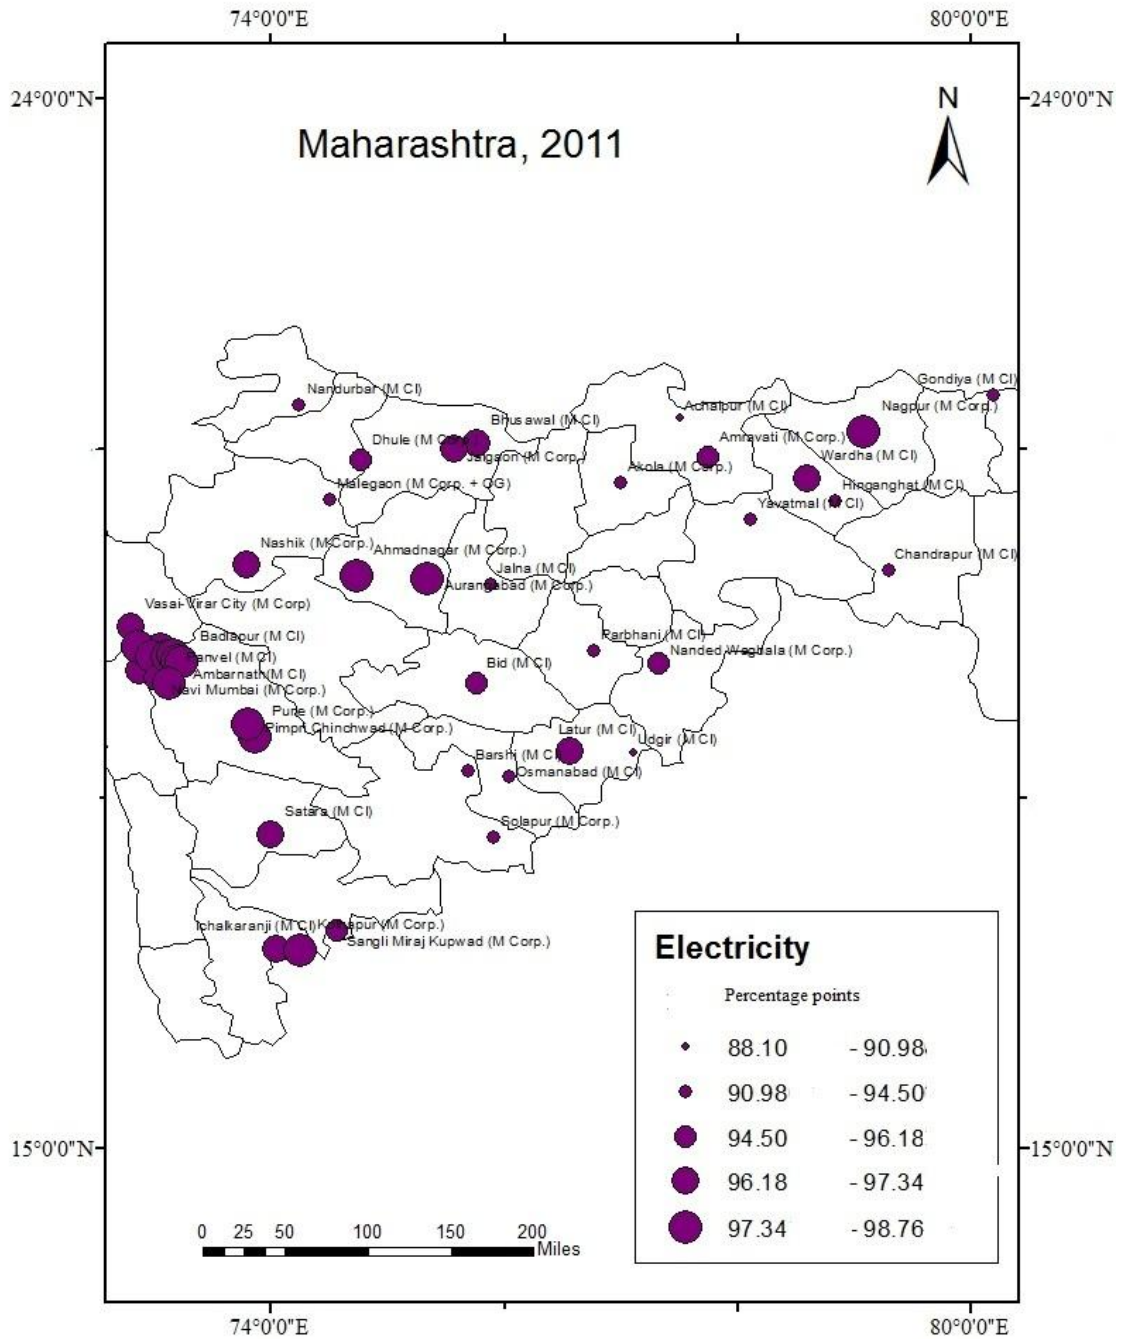 74°0'0"E
80°0'0"E
24°0'0"N
24°0'0"N
N
Maharashtra, 2011
Nandurbar (M Cl)
Gondiya (M Cl)
Achalpur (M Cl)
Nagpur (M Corp.)
Bhusawal (M Cl)
Dhule (M Corp.
Amravati (M Corp.)
Jalgaon (M Corp.)
Wardha (M Cl)
Akola (M Corp.)
Malegaon (M Corp. + OG)
Hinganghat (M Cl)
Yavatmal (M Cl)
Nashik (M Corp.)
Ahmadnagar (M Corp.)
Chandrapur (M Cl)
Jalna (M Cl)
Aurangabad (M Corp.)
Vasai-Virar City (M Corp)
Badlapur (M Cl)
Parbhani (M Cl)
Panvel (M Cl)
Nanded Waghala (M Corp.)
Bid (M Cl)
Ambarnath (M Cl)
Navi Mumbai (M Corp.)
Pune (M Corp.)
Pimpri Chinchwad (M Corp.)
Latur (M Cl)
Udgir (M Cl)
Barshi (M Cl)
Osmanabad (M Cl)
Satara (M Cl)
Solapur (M Corp.)
Ichalkaranji (M Cl) Kolhapur (M Corp.)
Sangli Miraj Kupwad (M Corp.)
Electricity
Percentage points
88.10 - 90.98
90.98 - 94.50
94.50 - 96.18
96.18 - 97.34
97.34 - 98.76
15°0'0"N
15°0'0"N
0 25 50 100 150 200
Miles
74°0'0"E
80°0'0"E